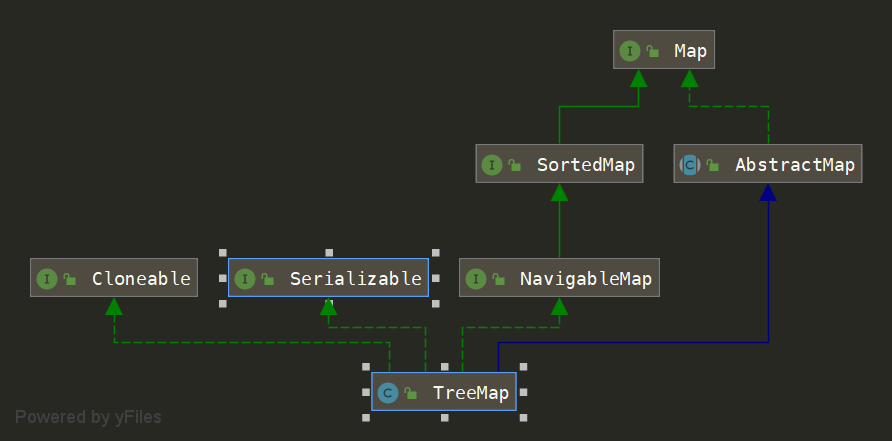 I Map
I SortedMap
C AbstractMap
I Cloneable
I Serializable
I NavigableMap
C TreeMap
Powered by yFiles